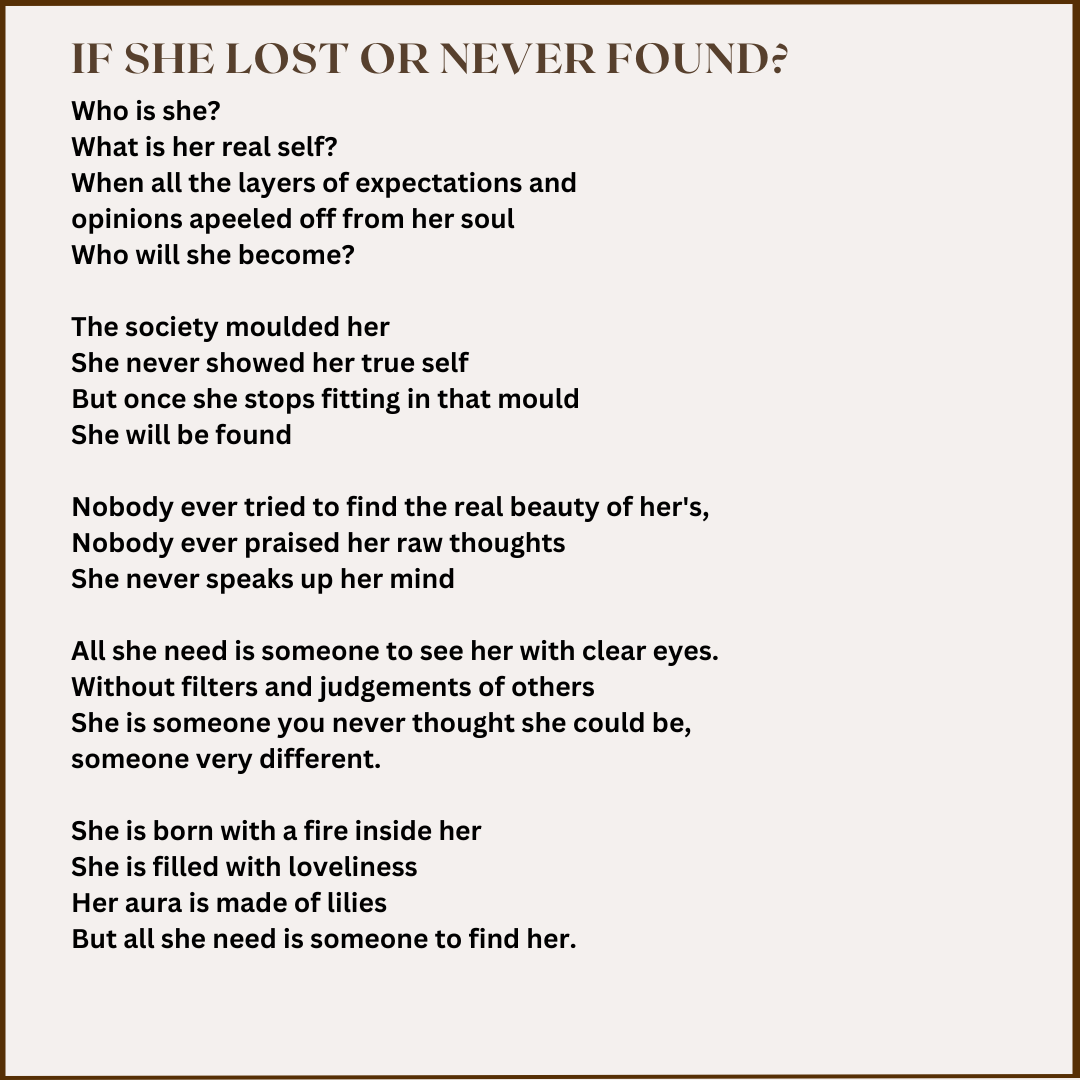 IF SHE LOST OR NEVER FOUND?
Who is she?
What is her real self?
When all the layers of expectations and
opinions apeeled off from her soul
Who will she become?
The society moulded her
She never showed her true self
But once she stops fitting in that mould
She will be found
Nobody ever tried to find the real beauty of her's,
Nobody ever praised her raw thoughts
She never speaks up her mind
All she need is someone to see her with clear eyes.
Without filters and judgements of others
She is someone you never thought she could be,
someone very different.
She is born with a fire inside her
She is filled with loveliness
Her aura is made of lilies
But all she need is someone to find her.